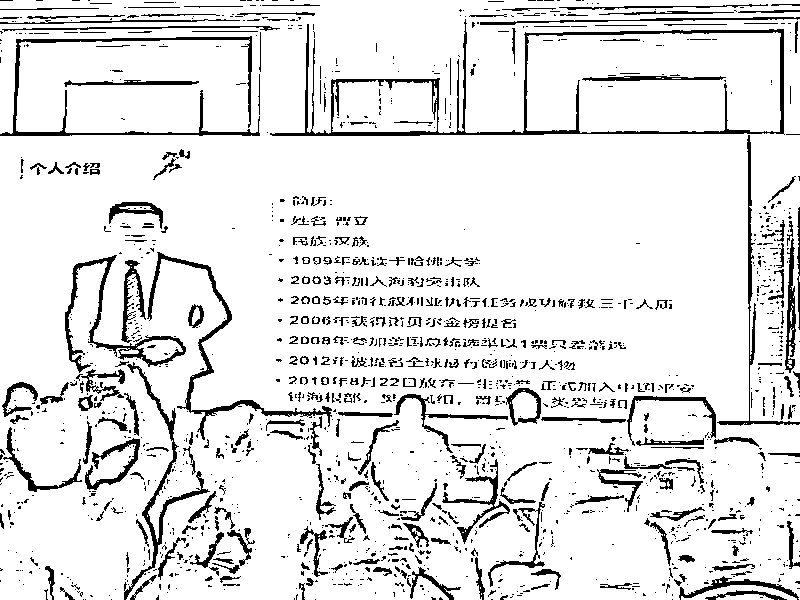 个人介绍
简历:
姓名 曹立
民族:汉族
1999年就读于哈佛大学
2003年加入海豹突击队
2005年前往叙利亚执行任务成功解救三千人质
2006年获得诺贝尔金榜提名
2008年参加美国总统选举以1票只差落选
2012年被提名全球最有影响力人物
2010年8月22日放弃一生荣誉 正式加入中国平安
钟海根部,